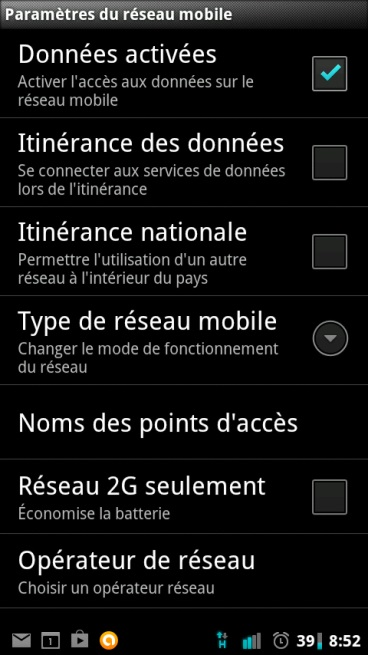 Paramètres du réseau mobile
Données activées
Activer l'accès aux données sur le
réseau mobile
Itinérance des données
Se connecter aux services de données
lors de l'itinérance
Itinérance nationale
Permettre l'utilisation d'un autre
réseau à l'intérieur du pays
Type de réseau mobile
Changer le mode de fonctionnement
du réseau
Noms des points d'accès
Réseau 2G seulement
Économise la batterie
Opérateur de réseau
Choisir un opérateur réseau
1 H 39 8:52